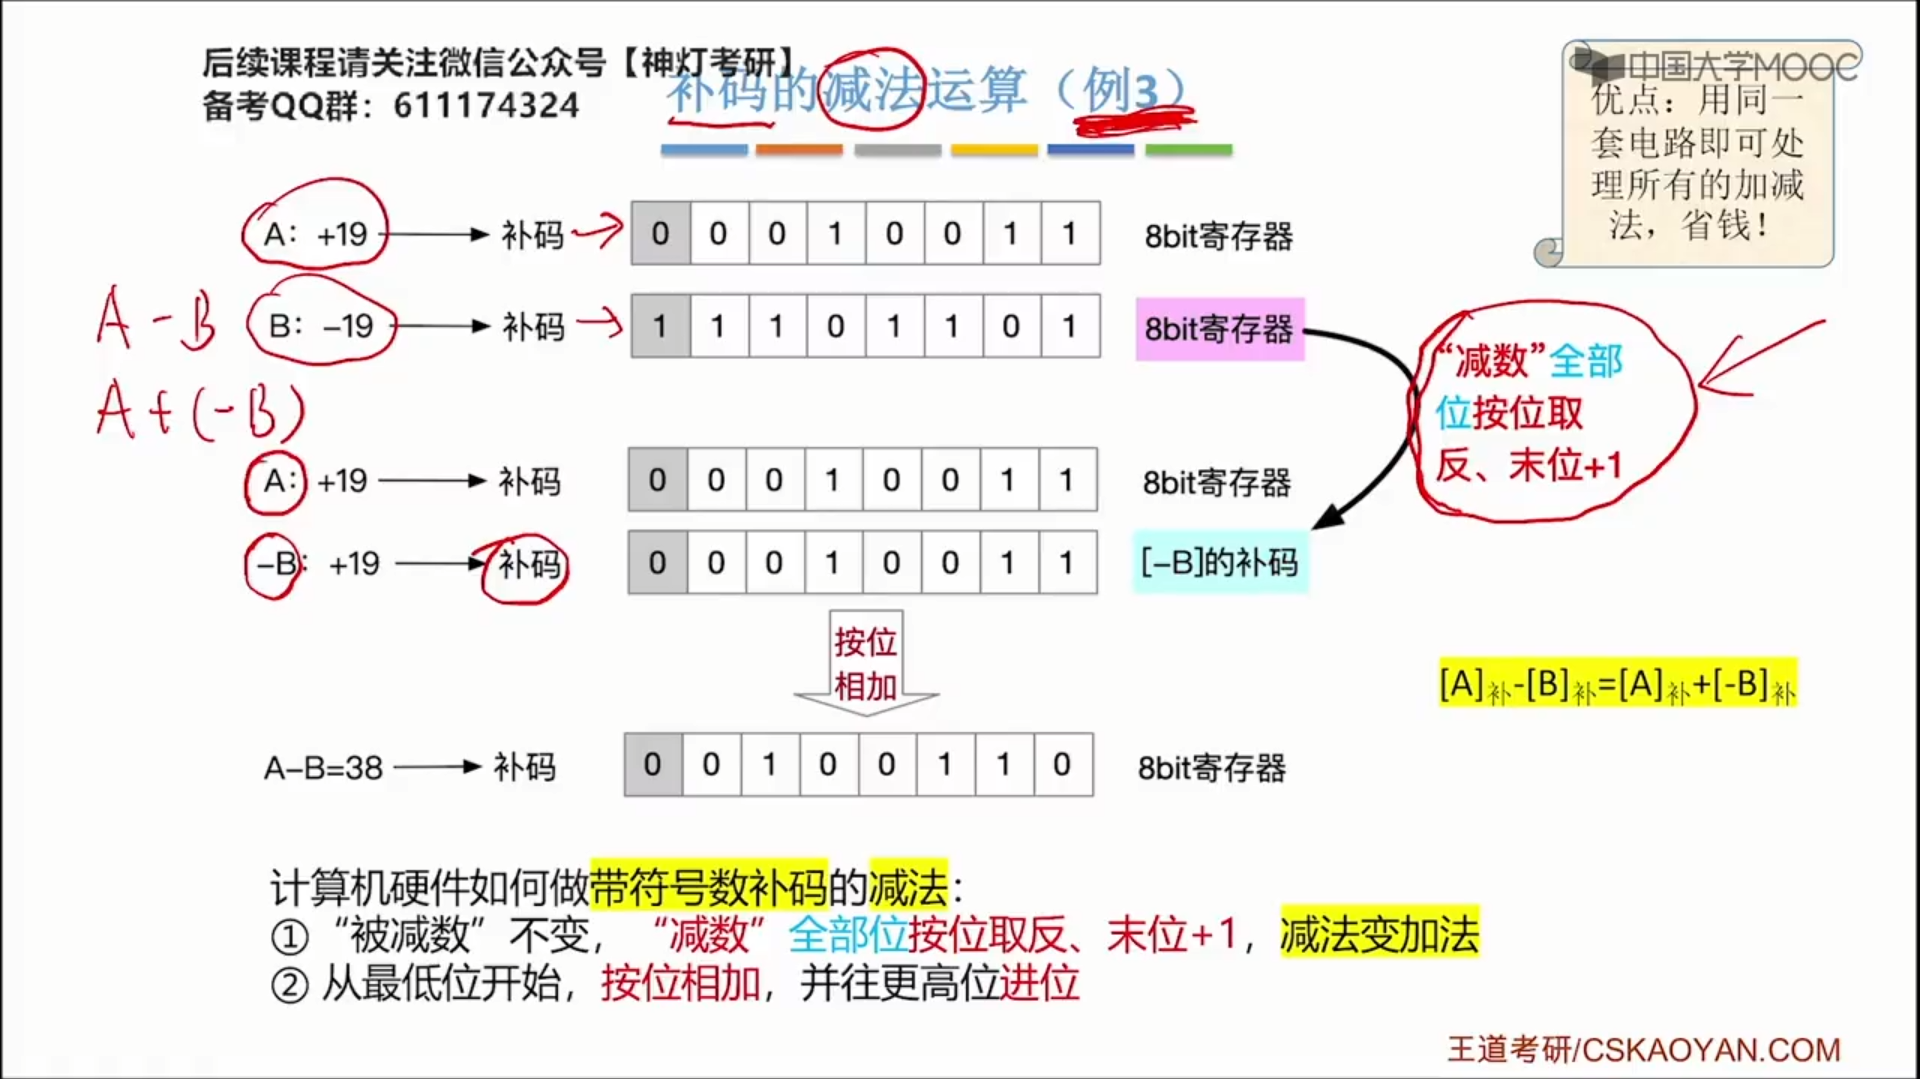 后续课程请关注微信公众号【神灯考研】
备考QQ群：611174324
补码的减法运算（例3）
中国大学MOOC
优点：用同一
套电路即可处
理所有的加减
法，省钱！
A：+19 补码 0 0 0 1 0 0 1 1 8bit寄存器
A - B
B：–19 补码 1 1 1 0 1 1 0 1 8bit寄存器
“减数”全部
位按位取
反、末位+1
A + (-B)
A：+19 补码 0 0 0 1 0 0 1 1 8bit寄存器
–B：+19 补码 0 0 0 1 0 0 1 1 [–B]的补码
按位
相加
[A]补-[B]补=[A]补+[-B]补
A–B=38 补码 0 0 1 0 0 1 1 0 8bit寄存器
计算机硬件如何做带符号数补码的减法：
① “被减数”不变，“减数”全部位按位取反、末位+1，减法变加法
② 从最低位开始，按位相加，并往更高位进位
王道考研/CSKAOYAN.COM